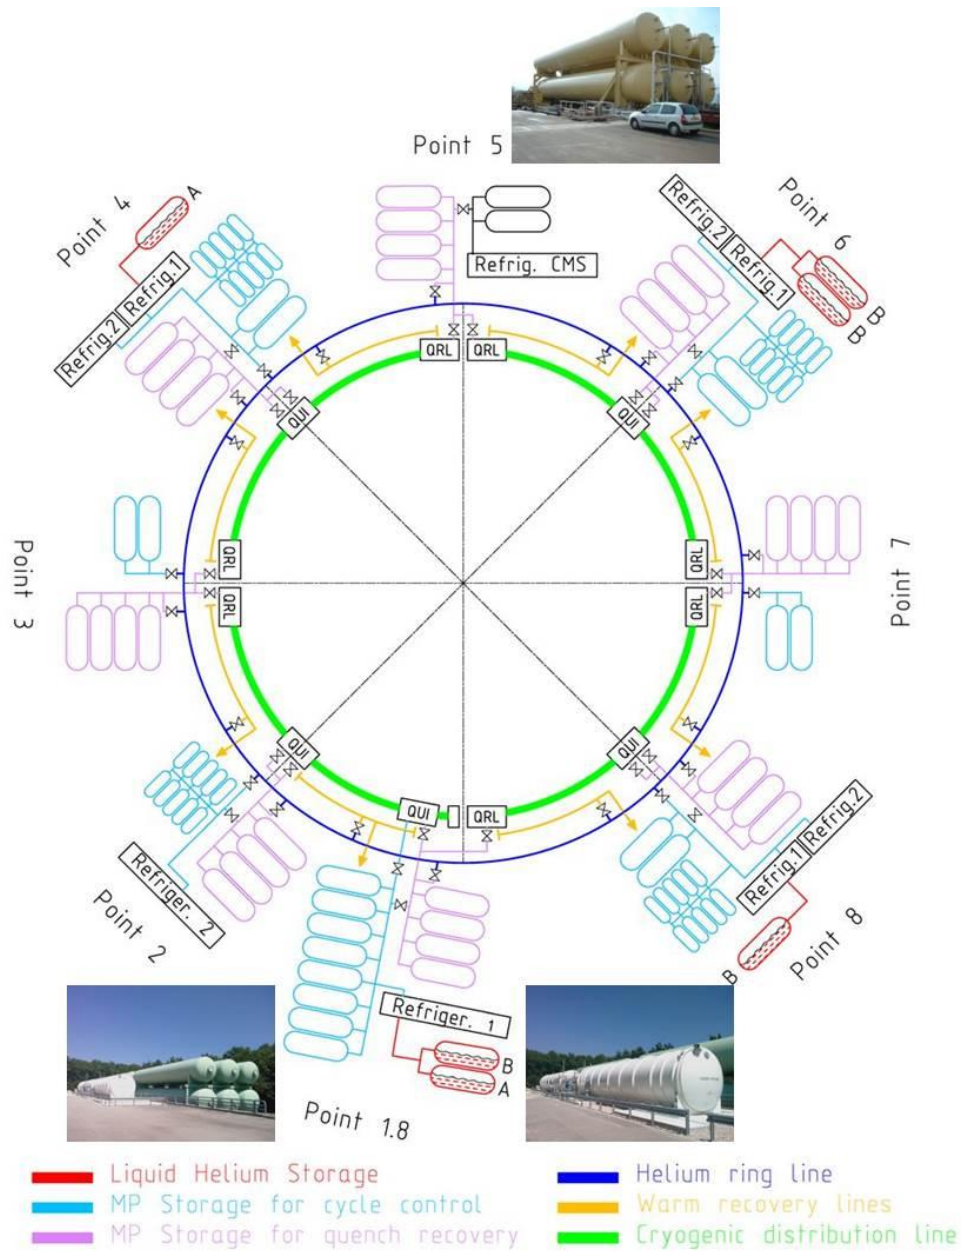 Point 5
Point 4
A
Refrig.1
Refrig.2
Refrig. CMS
Refrig.2
Refrig.1
Point 6
B
B
QRL
QRL
QUI
QUI
Point 3
QRL
QRL
QRL
QRL
Point 7
QUI
QUI
QUI
QRL
Refriger. 2
Point 2
Refrig.1
Refrig.2
B
Point 8
Refriger. 1
B
A
Point 1.8
Liquid Helium Storage
MP Storage for cycle control
MP Storage for quench recovery
Helium ring line
Warm recovery lines
Cryogenic distribution line